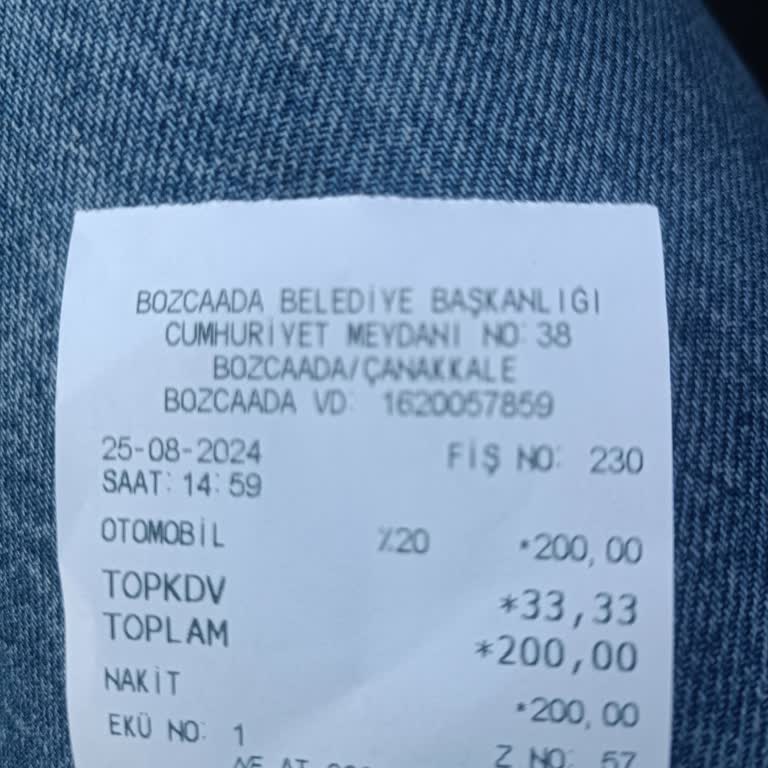 BOZCAADA BELEDİYE BAŞKANLIĞI
CUMHURİYET MEYDANI NO: 38
BOZCAADA/ÇANAKKALE
BOZCAADA VD: 1620057859
25-08-2024 FİŞ NO: 230
SAAT: 14:59
OTOMOBİL %20 *200,00
TOPKDV *33,33
TOPLAM *200,00
NAKİT *200,00
EKÜ NO: 1 Z NO: 57